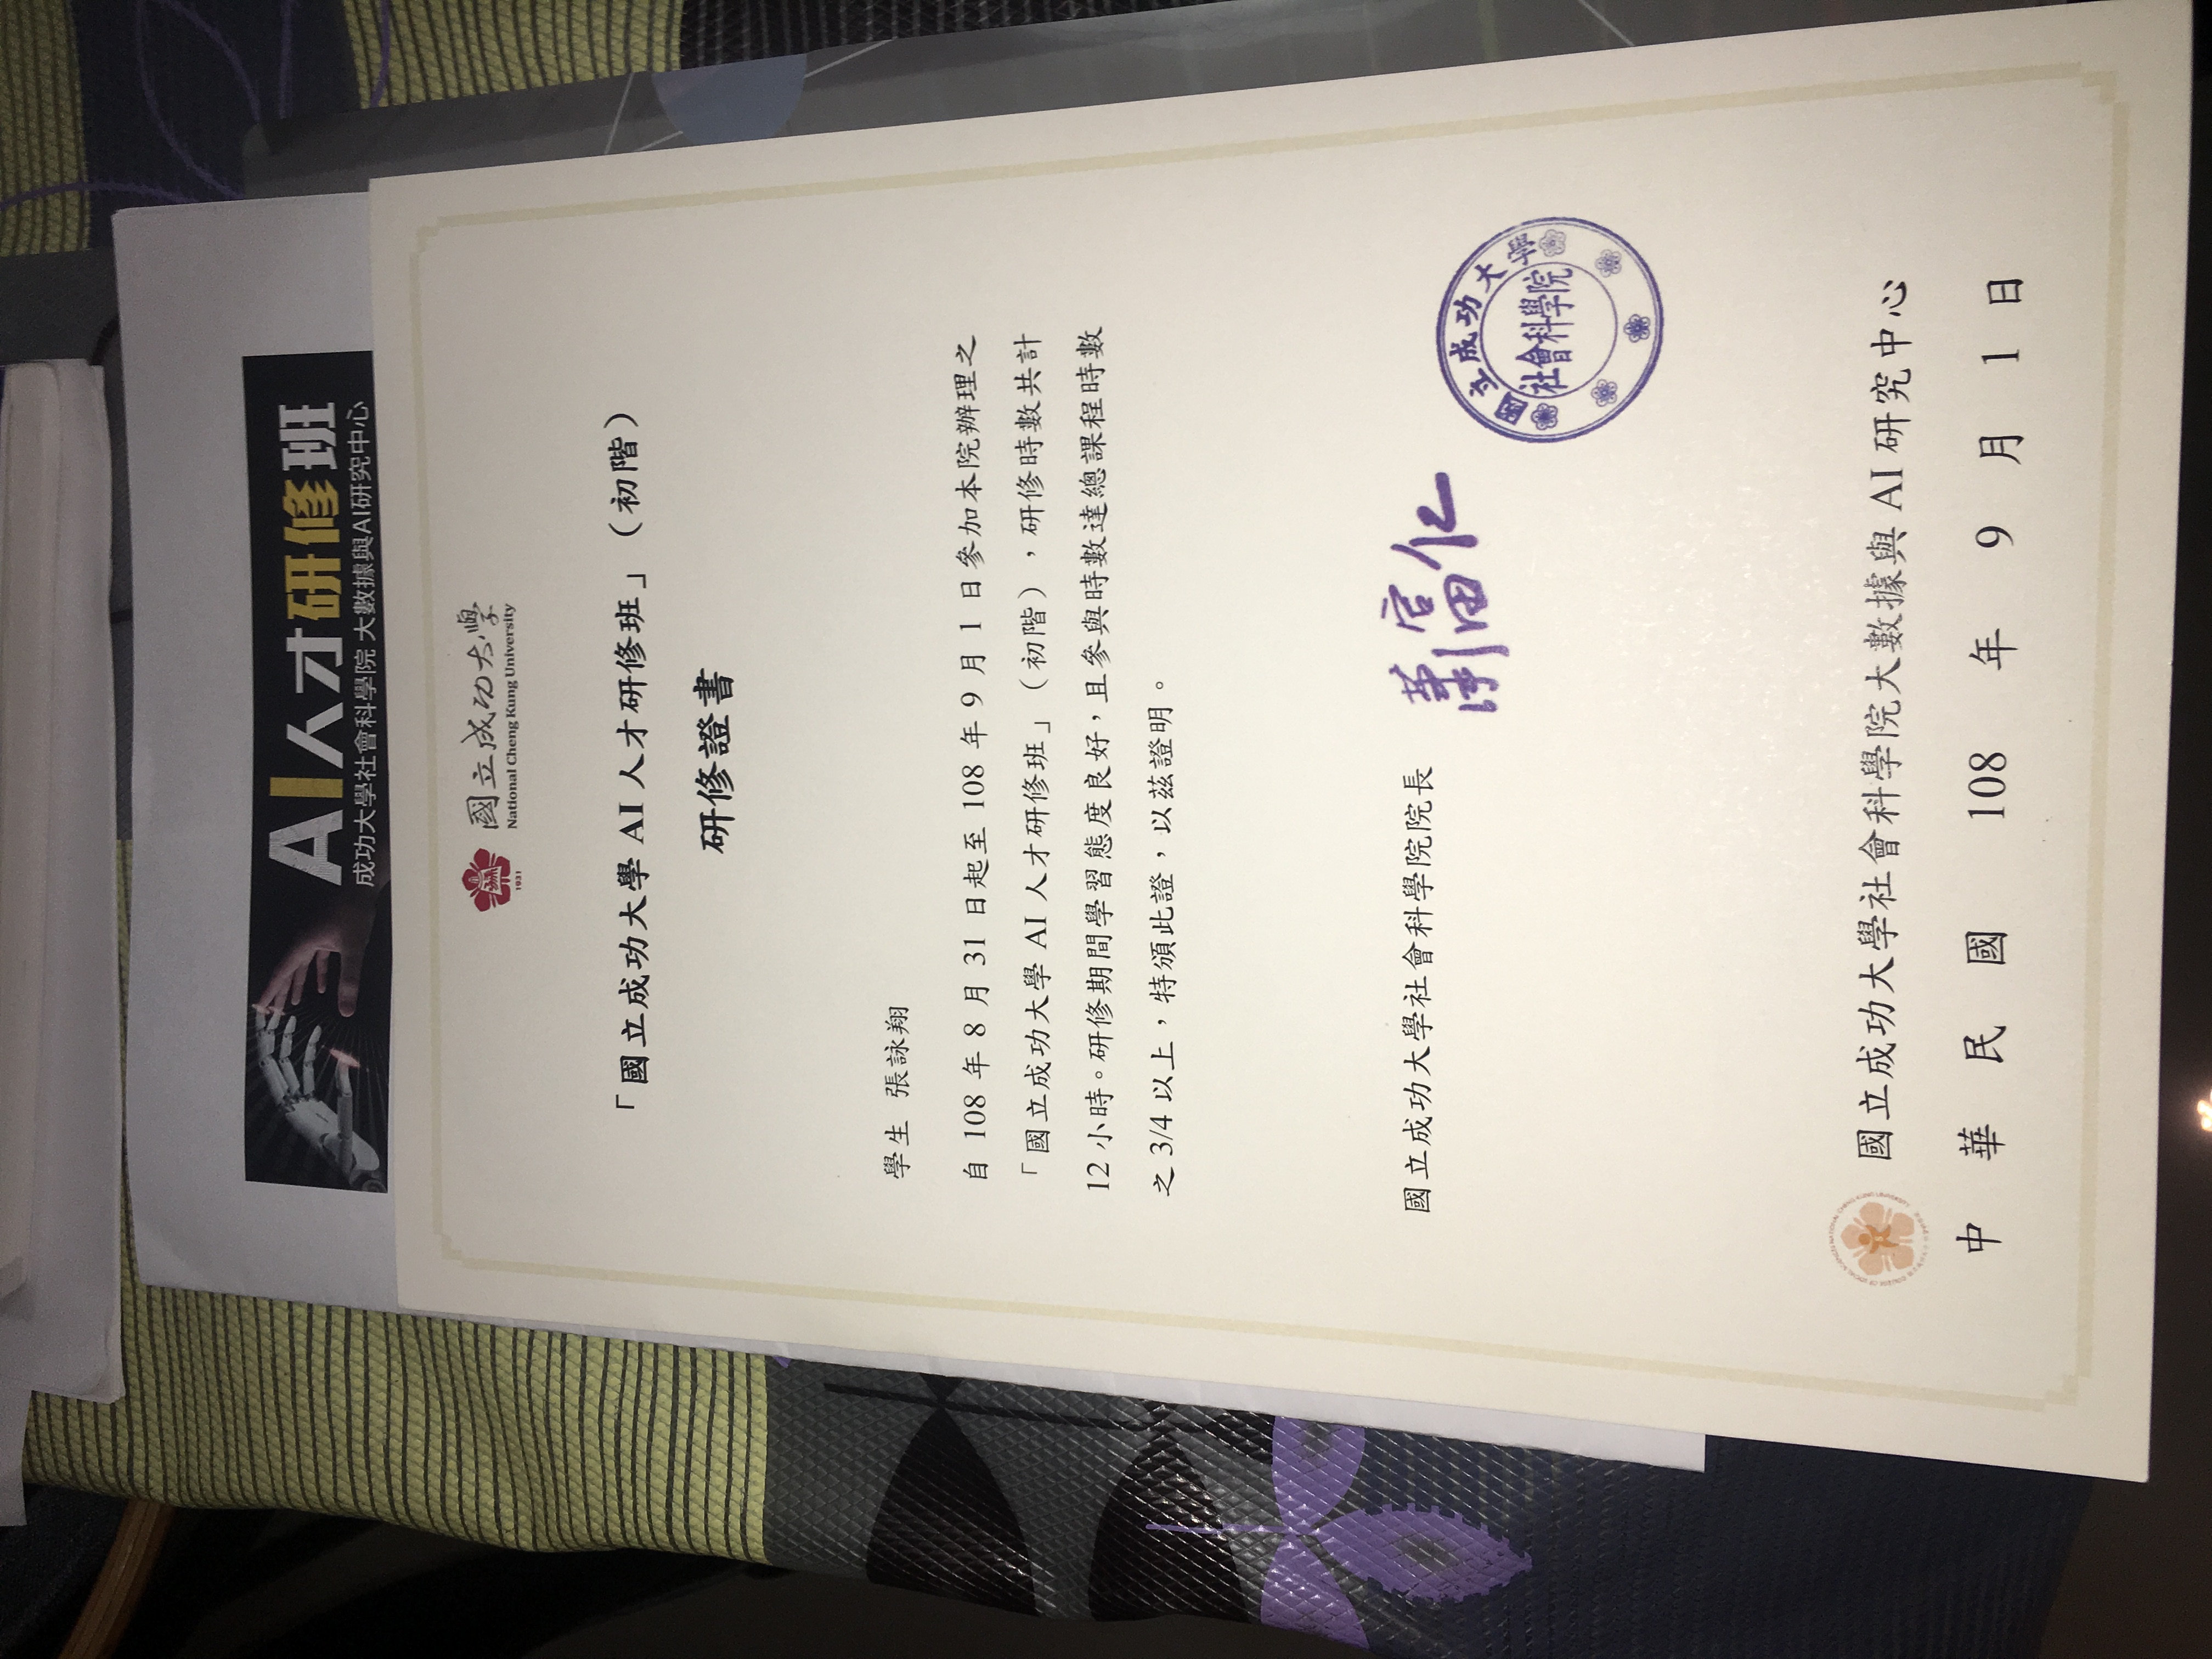 AI人才研修班
成功大學社會科學院 大數據與AI研究中心
1931
國立成功大學
National Cheng Kung University
「國立成功大學 AI 人才研修班」（初階）
研修證書
學生 張詠翔
自 108 年 8 月 31 日起至 108 年 9 月 1 日參加本院辦理之
「國立成功大學 AI 人才研修班」（初階），研修時數共計
12 小時。研修期間學習態度良好，且參與時數達總課程時數
之 3/4 以上，特頒此證，以茲證明。
國立成功大學社會科學院院長
蕭富仁
國立成功大學
社會科學院
國立成功大學社會科學院大數據與 AI 研究中心
中華民國 108 年 9 月 1 日